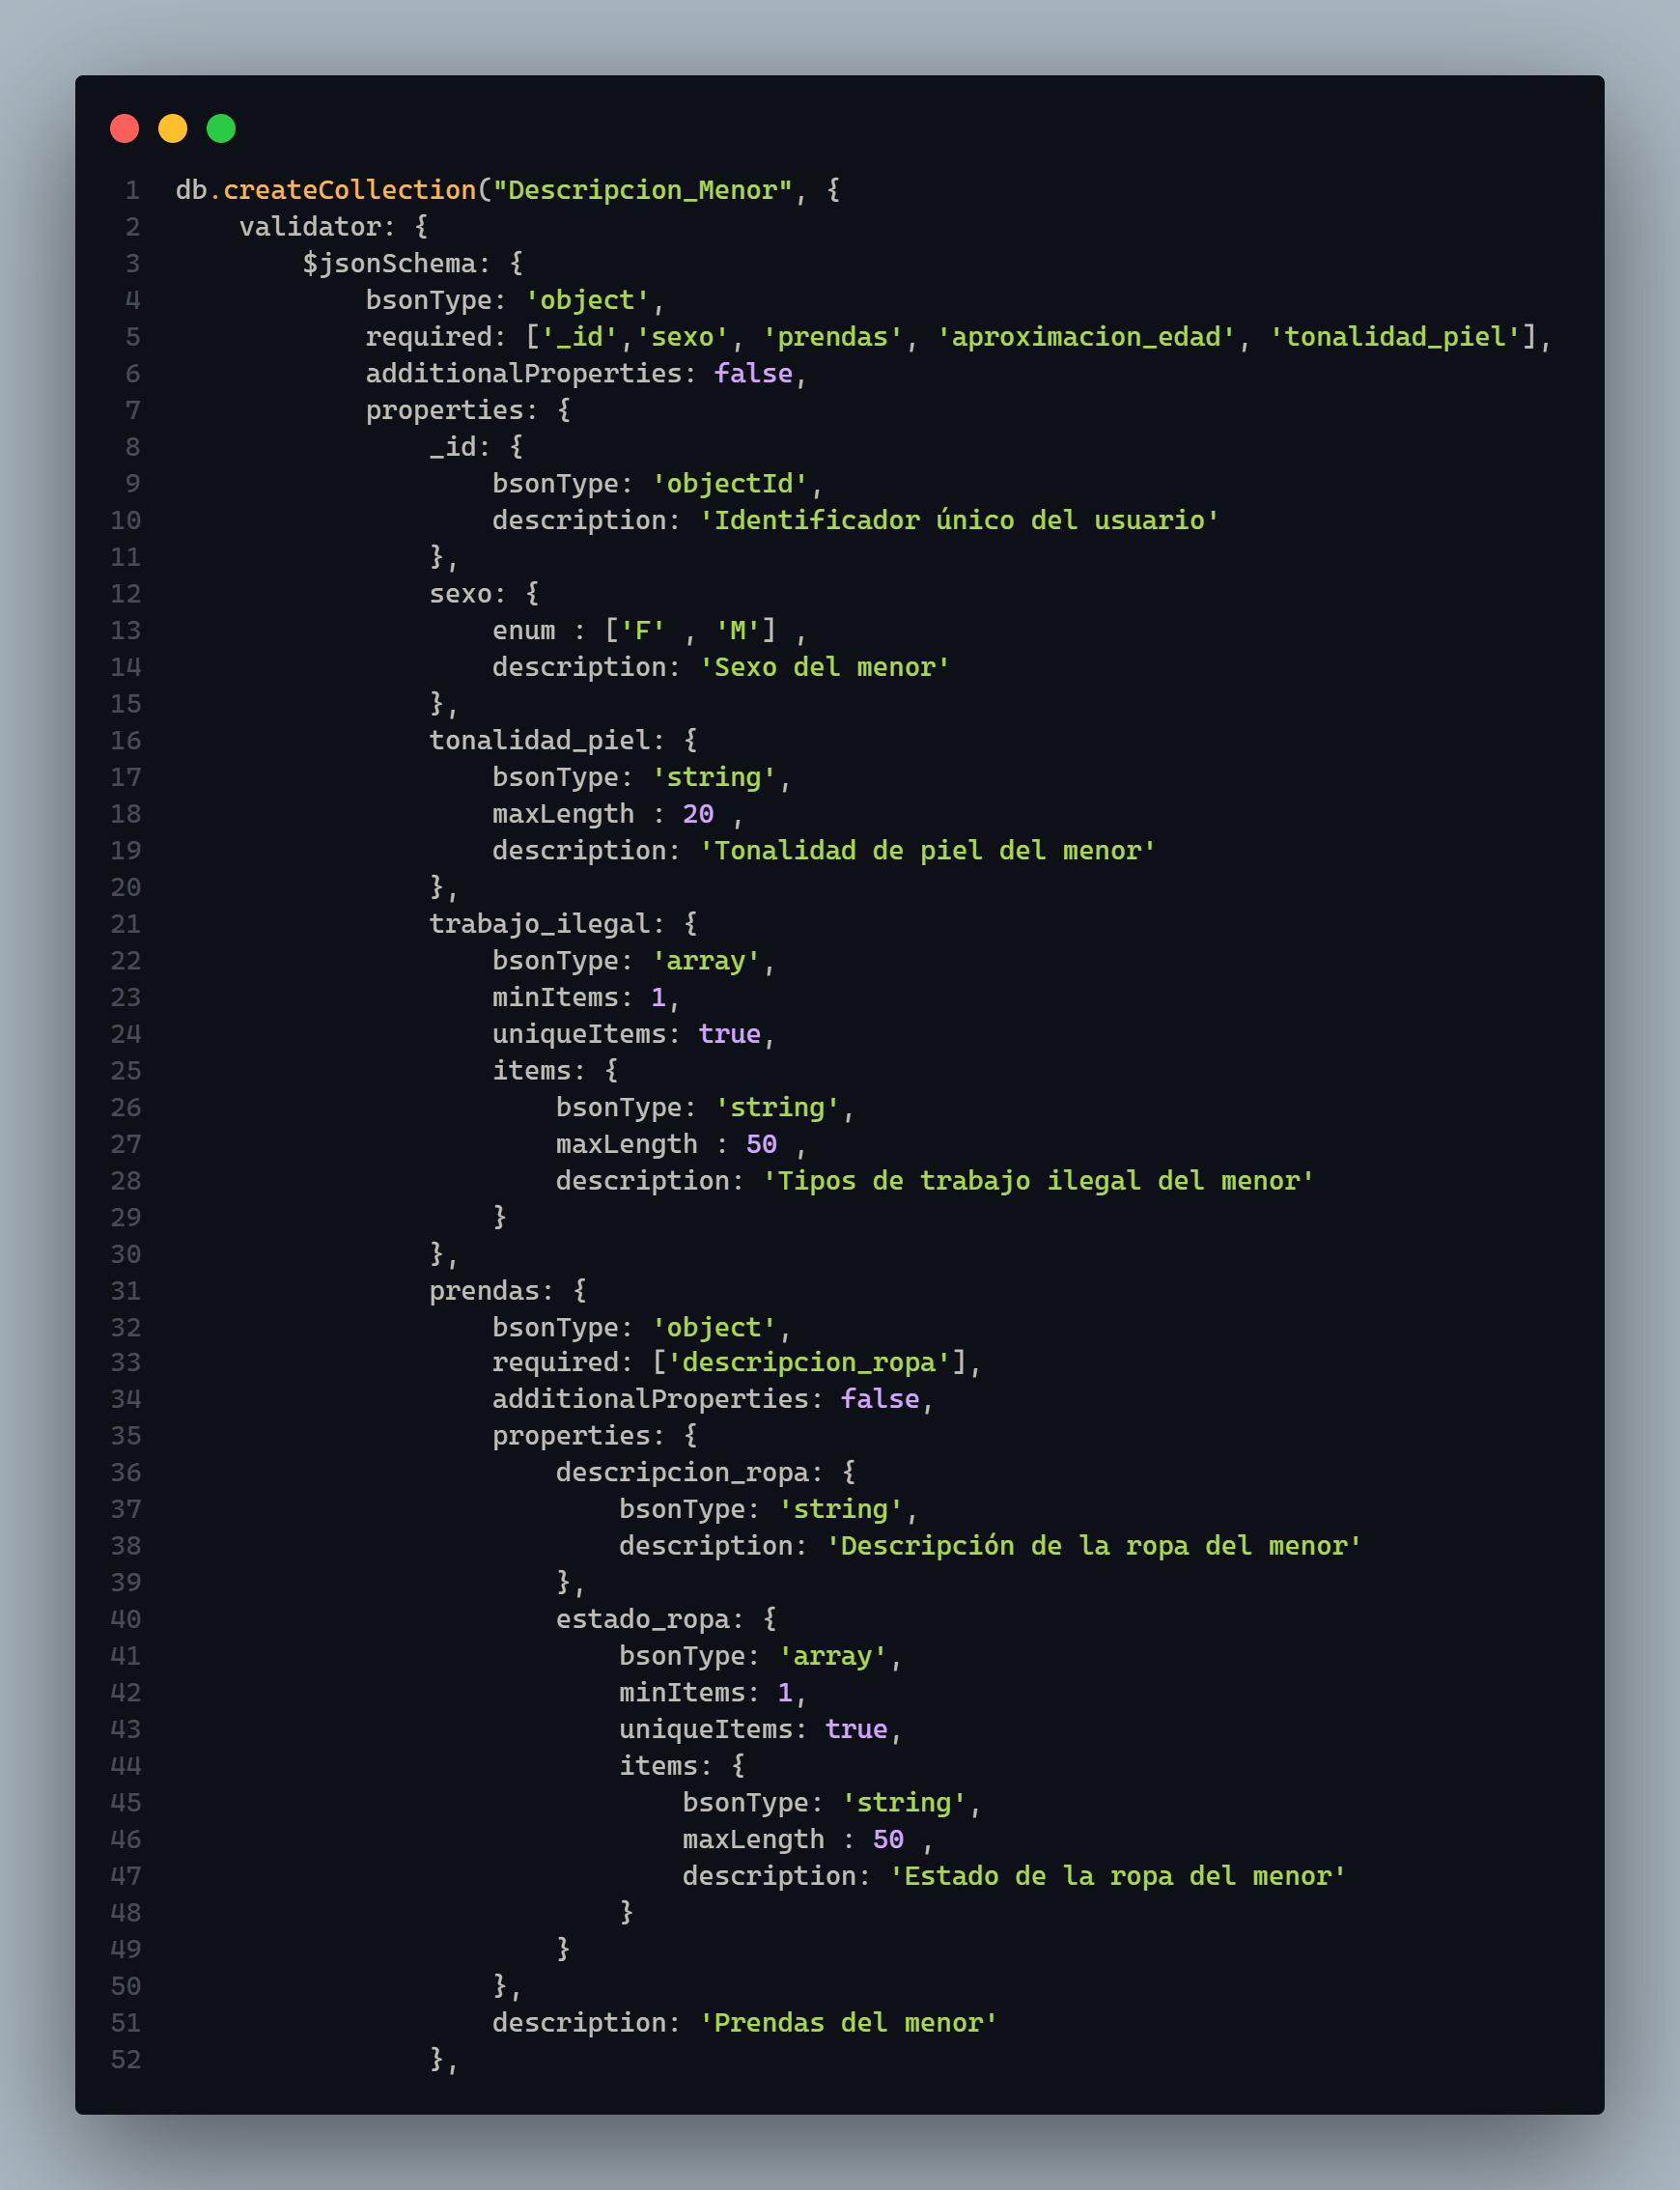 1 db.createCollection("Descripcion_Menor", {
2     validator: {
3         $jsonSchema: {
4             bsonType: 'object',
5             required: ['_id','sexo', 'prendas', 'aproximacion_edad', 'tonalidad_piel'],
6             additionalProperties: false,
7             properties: {
8                 _id: {
9                     bsonType: 'objectId',
10                     description: 'Identificador único del usuario'
11                 },
12                 sexo: {
13                     enum : ['F' , 'M'] ,
14                     description: 'Sexo del menor'
15                 },
16                 tonalidad_piel: {
17                     bsonType: 'string',
18                     maxLength : 20 ,
19                     description: 'Tonalidad de piel del menor'
20                 },
21                 trabajo_ilegal: {
22                     bsonType: 'array',
23                     minItems: 1,
24                     uniqueItems: true,
25                     items: {
26                         bsonType: 'string',
27                         maxLength : 50 ,
28                         description: 'Tipos de trabajo ilegal del menor'
29                     }
30                 },
31                 prendas: {
32                     bsonType: 'object',
33                     required: ['descripcion_ropa'],
34                     additionalProperties: false,
35                     properties: {
36                         descripcion_ropa: {
37                             bsonType: 'string',
38                             description: 'Descripción de la ropa del menor'
39                         },
40                         estado_ropa: {
41                             bsonType: 'array',
42                             minItems: 1,
43                             uniqueItems: true,
44                             items: {
45                                 bsonType: 'string',
46                                 maxLength : 50 ,
47                                 description: 'Estado de la ropa del menor'
48                             }
49                         }
50                     },
51                     description: 'Prendas del menor'
52                 },